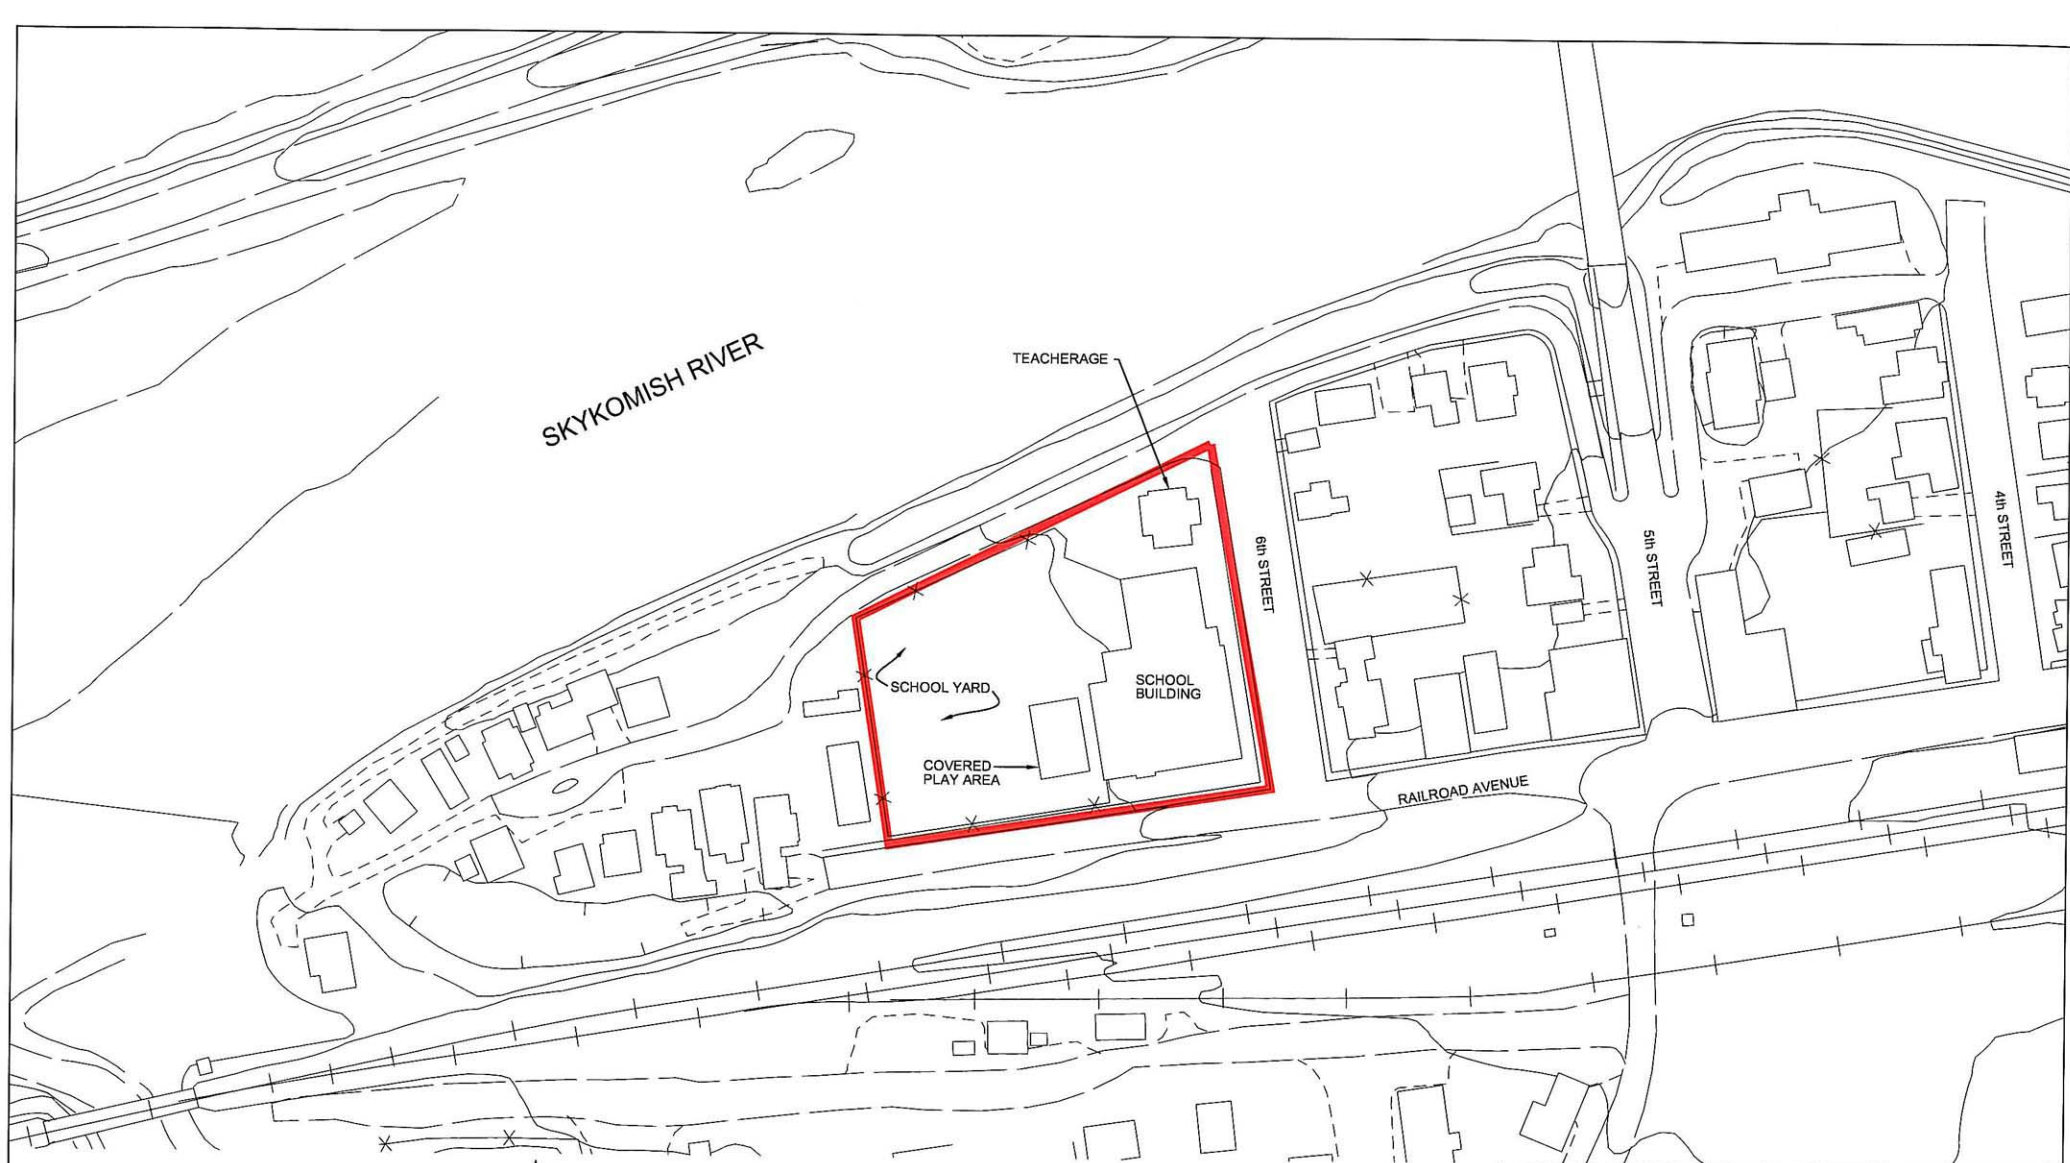 SKYKOMISH RIVER
TEACHERAGE
6th STREET
5th STREET
4th STREET
SCHOOL YARD
SCHOOL
BUILDING
COVERED
PLAY AREA
RAILROAD AVENUE